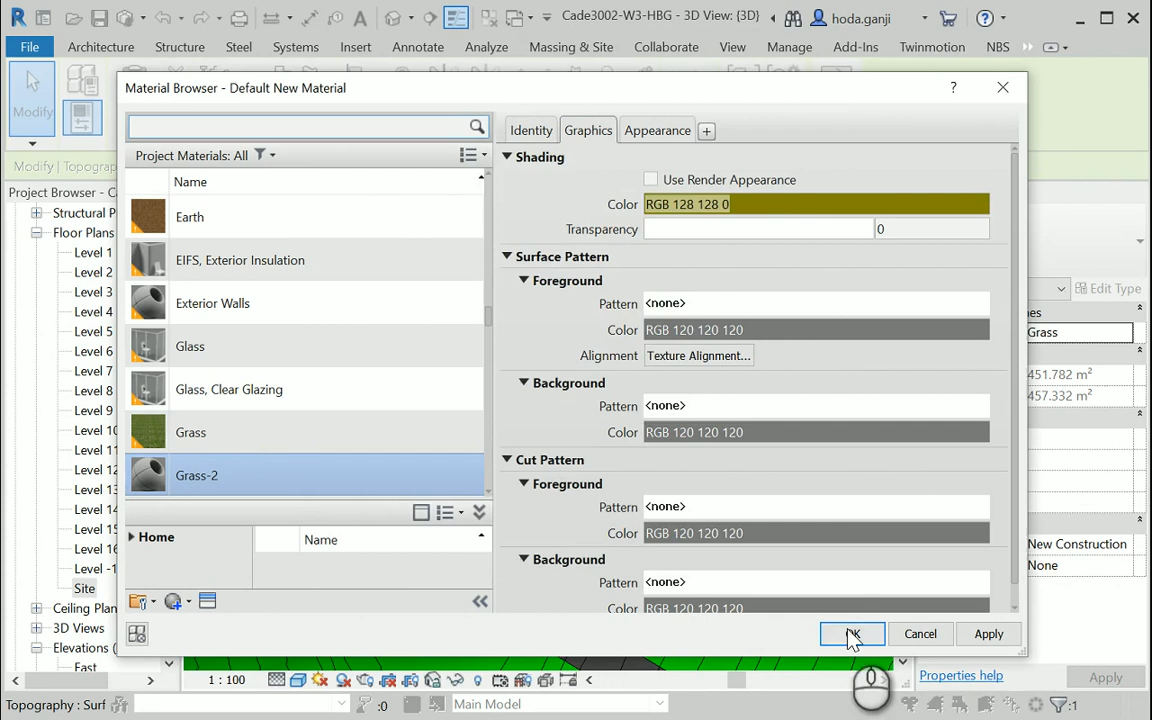 Cade3002-W3-HBG - 3D View: {3D}
hoda.ganji
File Architecture Structure Steel Systems Insert Annotate Analyze Massing & Site Collaborate View Manage Add-Ins Twinmotion NBS
Modify
Modify | Topograp
Project Browser - C
Structural P
Floor Plans
Level 1
Level 2
Level 3
Level 4
Level 5
Level 6
Level 7
Level 8
Level 9
Level 10
Level 11
Level 12
Level 13
Level 14
Level 15
Level 16
Level -1
Site
Ceiling Plan
3D Views
Elevations (
East
Material Browser - Default New Material
Project Materials: All
Name
Earth
EIFS, Exterior Insulation
Exterior Walls
Glass
Glass, Clear Glazing
Grass
Grass-2
Home
Name
Identity Graphics Appearance
Shading
Use Render Appearance
Color RGB 128 128 0
Transparency 0
Surface Pattern
Foreground
Pattern <none>
Color RGB 120 120 120
Alignment Texture Alignment...
Background
Pattern <none>
Color RGB 120 120 120
Cut Pattern
Foreground
Pattern <none>
Color RGB 120 120 120
Background
Pattern <none>
Color RGB 120 120 120
OK Cancel Apply
Edit Type
nes
Grass
451.782 m²
457.332 m²
New Construction
None
Properties help
Apply
1 : 100
Topography : Surf
:0
Main Model
:1